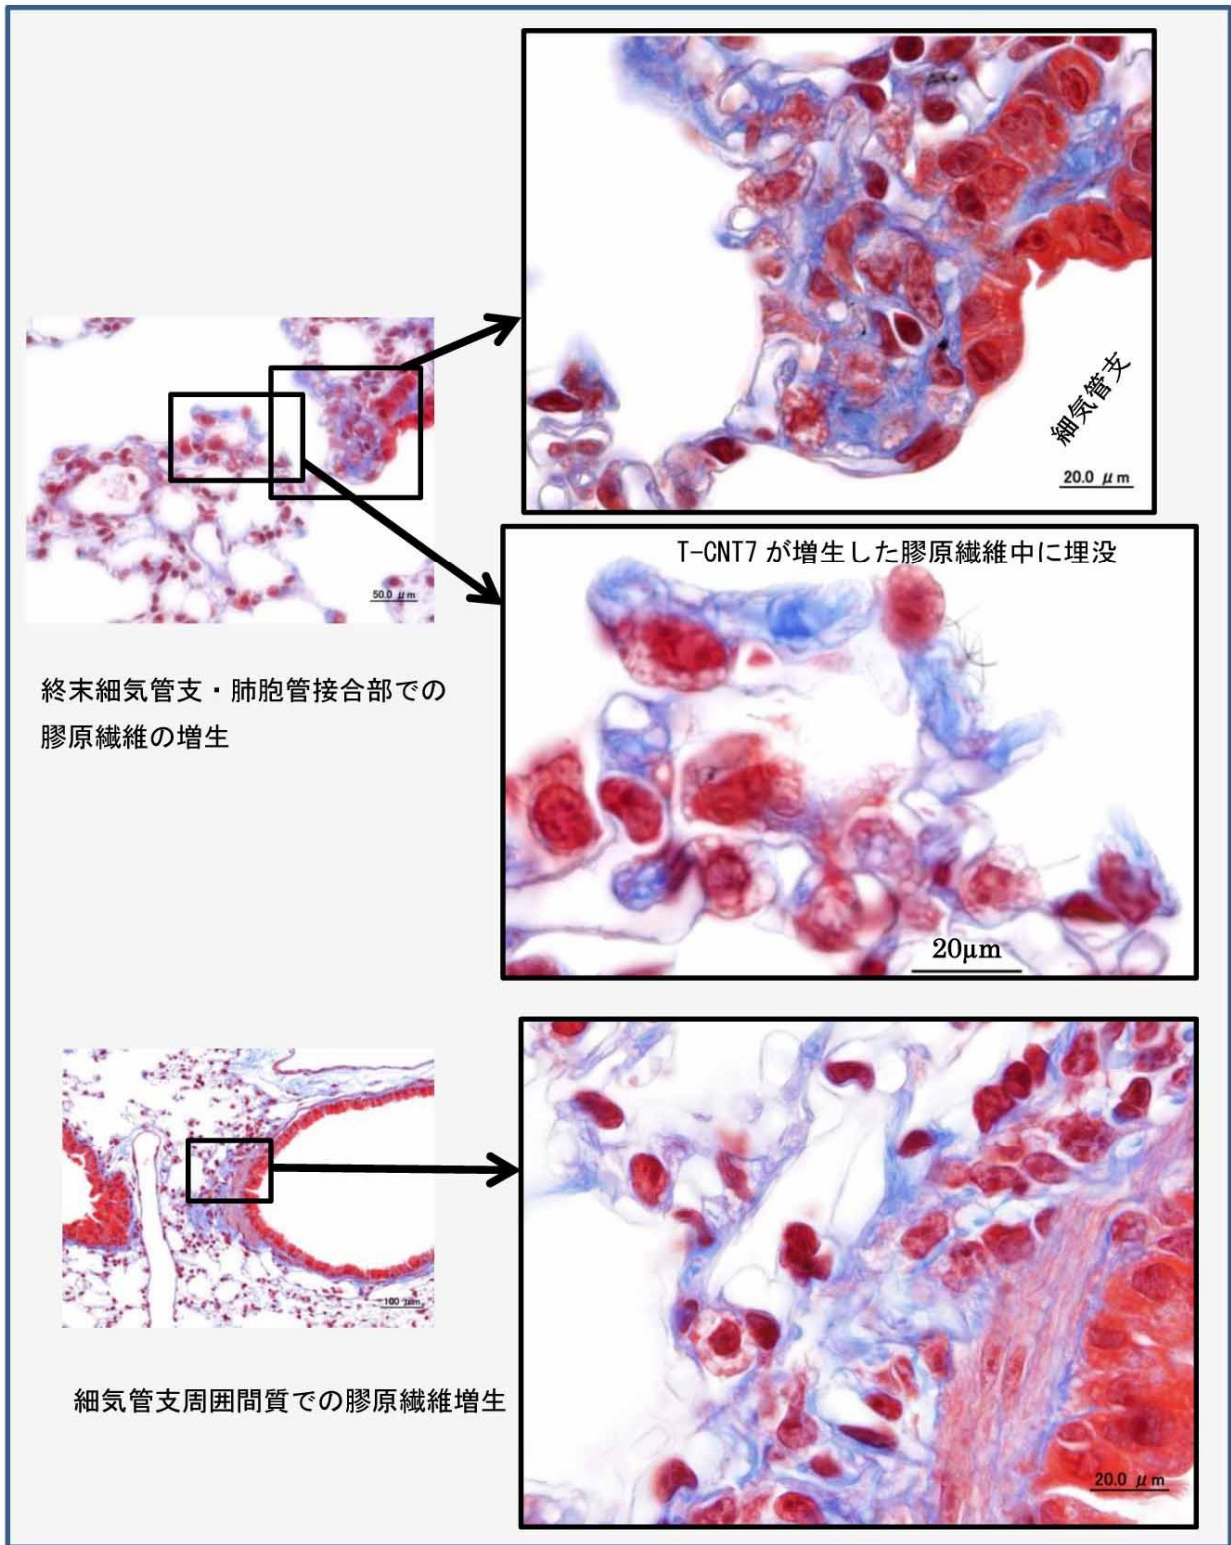 細気管支
20.0 μm
50.0 μm
T-CNT7 が増生した膠原繊維中に埋没
終末細気管支・肺胞管接合部での
膠原繊維の増生
20μm
100 μm
細気管支周囲間質での膠原繊維増生
20.0 μm